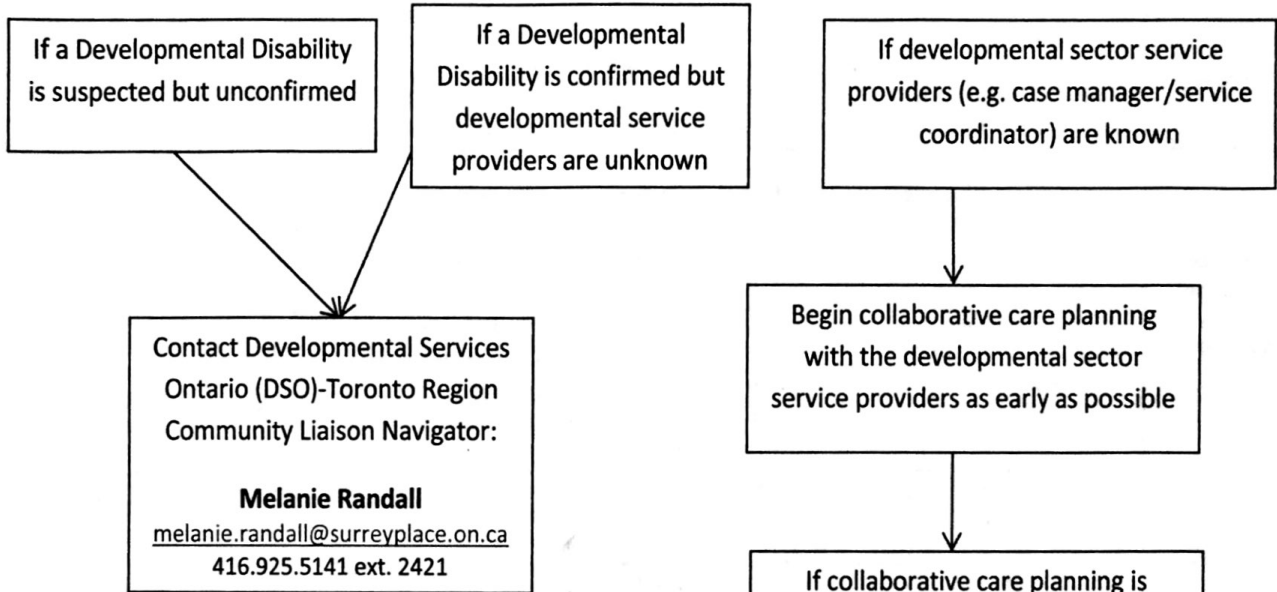 If a Developmental Disability
is suspected but unconfirmed
If a Developmental
Disability is confirmed but
developmental service
providers are unknown
If developmental sector service
providers (e.g. case manager/service
coordinator) are known
Contact Developmental Services
Ontario (DSO)-Toronto Region
Community Liaison Navigator:
Melanie Randall
melanie.randall@surreyplace.on.ca
416.925.5141 ext. 2421
Begin collaborative care planning
with the developmental sector
service providers as early as possible
If collaborative care planning is